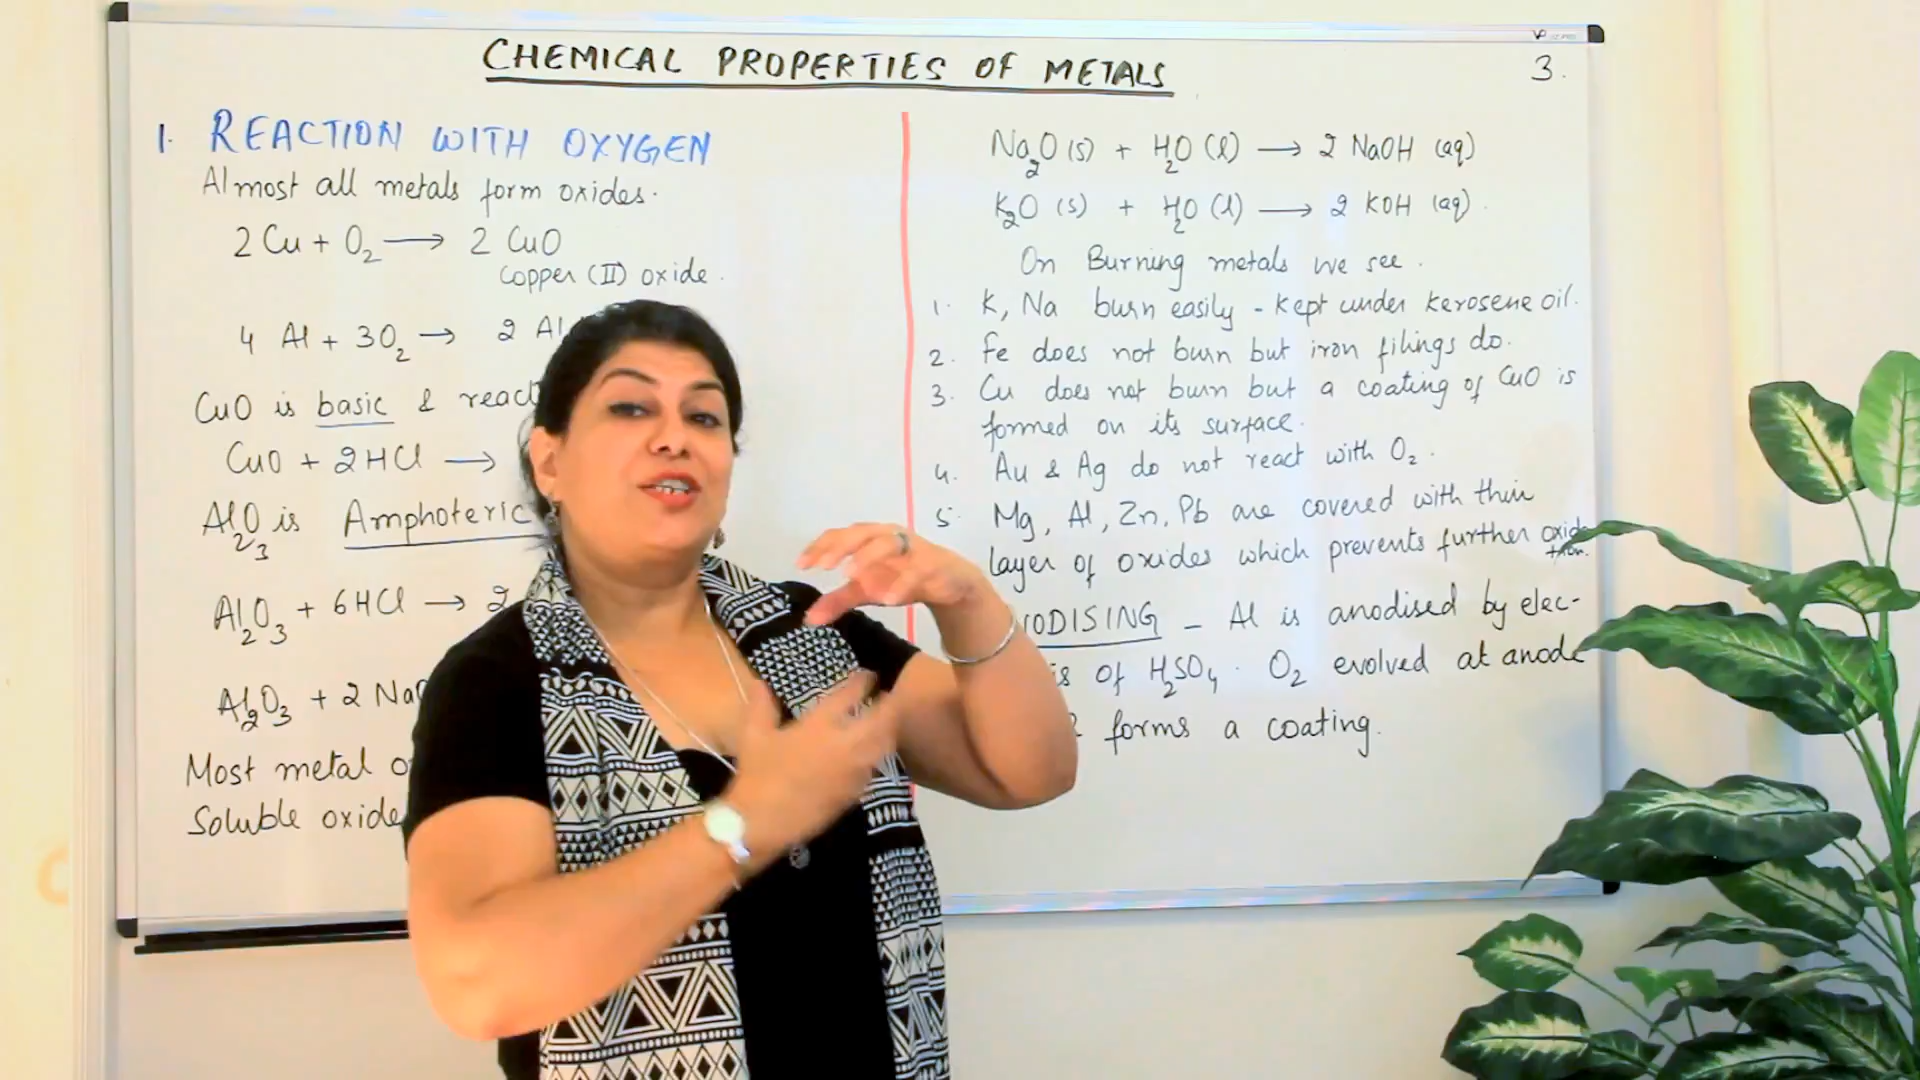 CHEMICAL PROPERTIES OF METALS
3.
1. REACTION WITH OXYGEN
Almost all metals form oxides.
2 Cu + O2 → 2 CuO
Copper (II) oxide.
4 Al + 3O2 → 2 Al
CuO is basic & react
CuO + 2HCl →
Al2O3 is Amphoteric
Al2O3 + 6HCl → 2
Al2O3 + 2 Na
Most metal o
Soluble oxide
Na2O (s) + H2O (l) → 2 NaOH (aq)
K2O (s) + H2O (l) → 2 KOH (aq).
On Burning metals we see.
1. K, Na burn easily - kept under kerosene oil.
2. Fe does not burn but iron filings do.
3. Cu does not burn but a coating of CuO is
formed on its surface.
4. Au & Ag do not react with O2.
5. Mg, Al, Zn, Pb are covered with thin
layer of oxides which prevents further oxida
tion.
ODISING - Al is anodised by elec-
is of H2SO4. O2 evolved at anode
forms a coating.